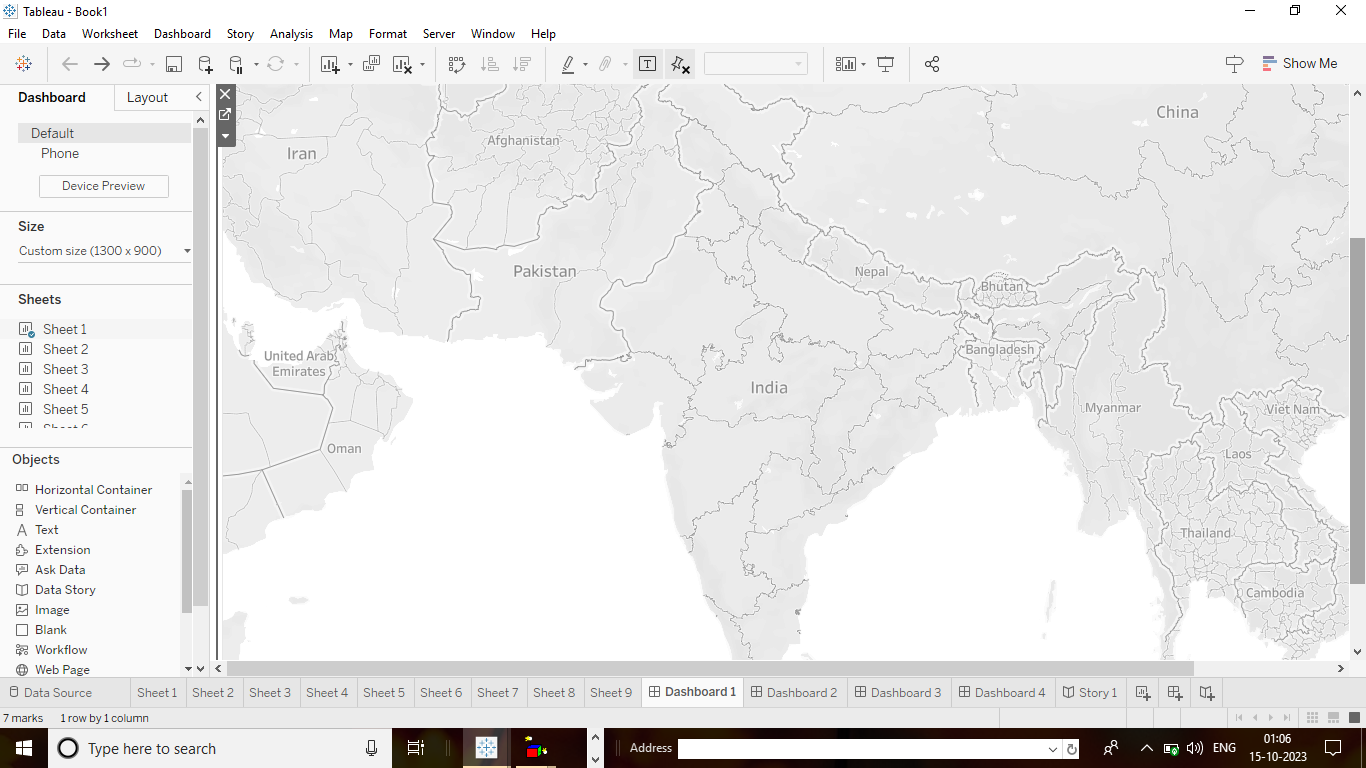 Tableau - Book1
File Data Worksheet Dashboard Story Analysis Map Format Server Window Help
Show Me
Dashboard Layout
Default
Phone
Device Preview
Size
Custom size (1300 x 900)
Sheets
Sheet 1
Sheet 2
Sheet 3
Sheet 4
Sheet 5
Objects
Horizontal Container
Vertical Container
Text
Extension
Ask Data
Data Story
Image
Blank
Workflow
Web Page
China
Afghanistan
Iran
Pakistan
Nepal
Bhutan
United Arab
Emirates
Bangladesh
India
Myanmar
Viet Nam
Oman
Laos
Thailand
Cambodia
Data Source Sheet 1 Sheet 2 Sheet 3 Sheet 4 Sheet 5 Sheet 6 Sheet 7 Sheet 8 Sheet 9 Dashboard 1 Dashboard 2 Dashboard 3 Dashboard 4 Story 1
7 marks 1 row by 1 column
Type here to search
Address
ENG
01:06
15-10-2023